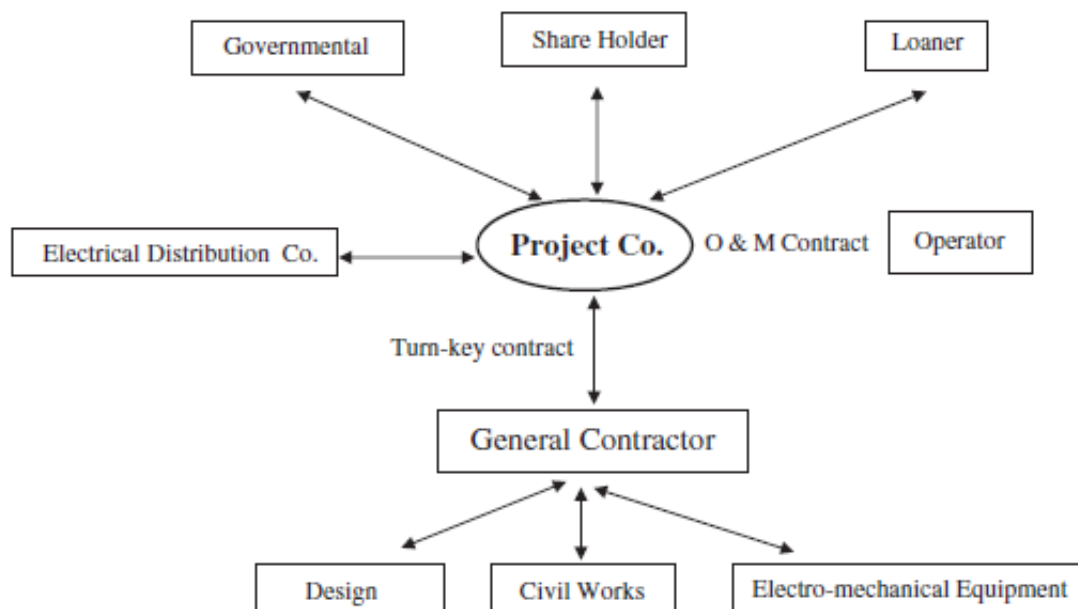 Governmental
Share Holder
Loaner
Electrical Distribution Co.
Project Co.
O & M Contract
Operator
Turn-key contract
General Contractor
Design
Civil Works
Electro-mechanical Equipment